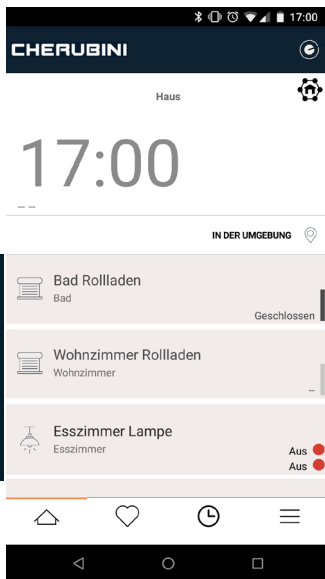 17:00
CHERUBINI
Haus
17:00
-- --
IN DER UMGEBUNG
Bad Rollladen
Bad
Geschlossen
Wohnzimmer Rollladen
Wohnzimmer
–
Esszimmer Lampe
Esszimmer
Aus
Aus